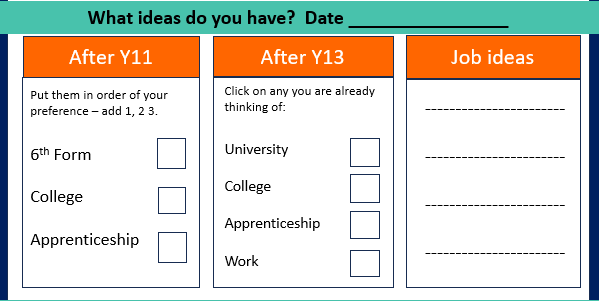 What ideas do you have?  Date ________________
After Y11
Put them in order of your
preference – add 1, 2 3.
6th Form
College
Apprenticeship
After Y13
Click on any you are already
thinking of:
University
College
Apprenticeship
Work
Job ideas
--------------------
--------------------
--------------------
--------------------